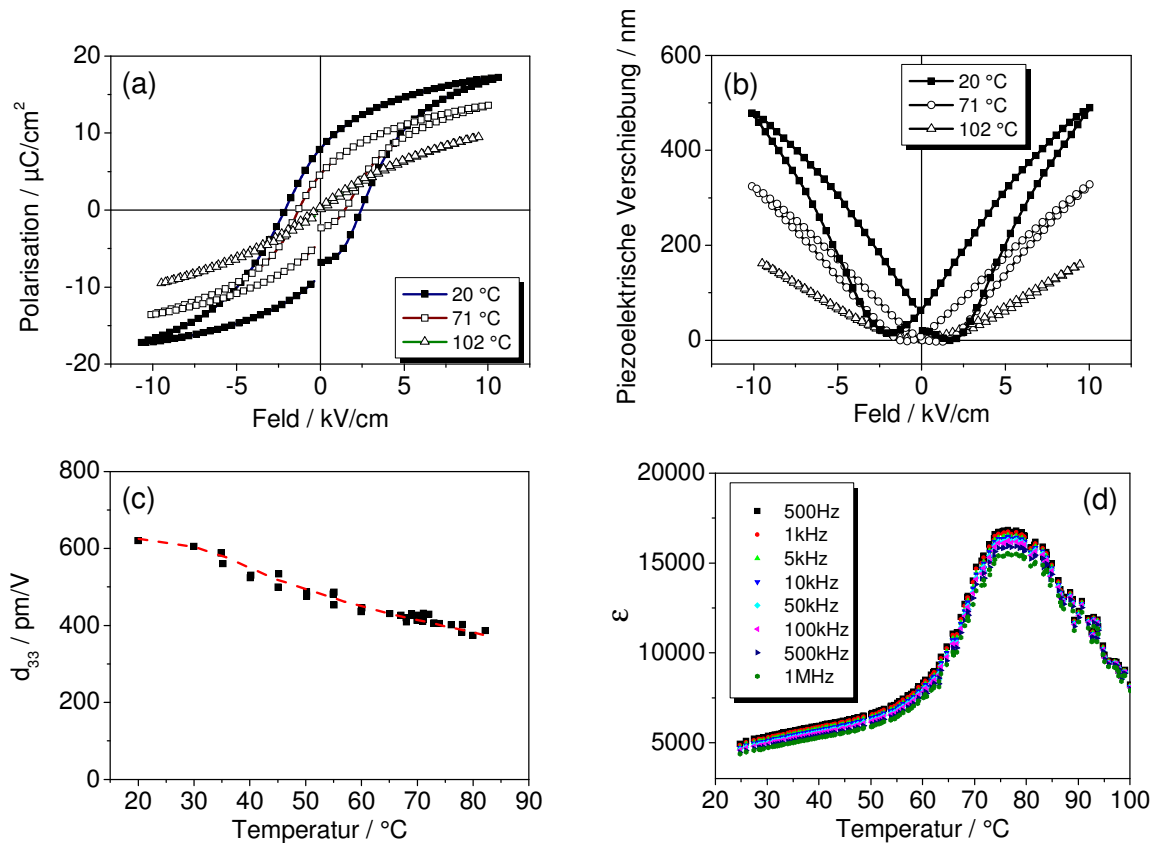 (a)
Polarisation / µC/cm²
20
10
0
-10
-20
-10 -5 0 5 10
Feld / kV/cm
20 °C
71 °C
102 °C
(b)
Piezoelektrische Verschiebung / nm
600
400
200
0
-10 -5 0 5 10
Feld / kV/cm
20 °C
71 °C
102 °C
(c)
d₃₃ / pm/V
800
600
400
200
0
20 30 40 50 60 70 80 90
Temperatur / °C
(d)
ε
20000
15000
10000
5000
20 30 40 50 60 70 80 90 100
Temperatur / °C
500Hz
1kHz
5kHz
10kHz
50kHz
100kHz
500kHz
1MHz